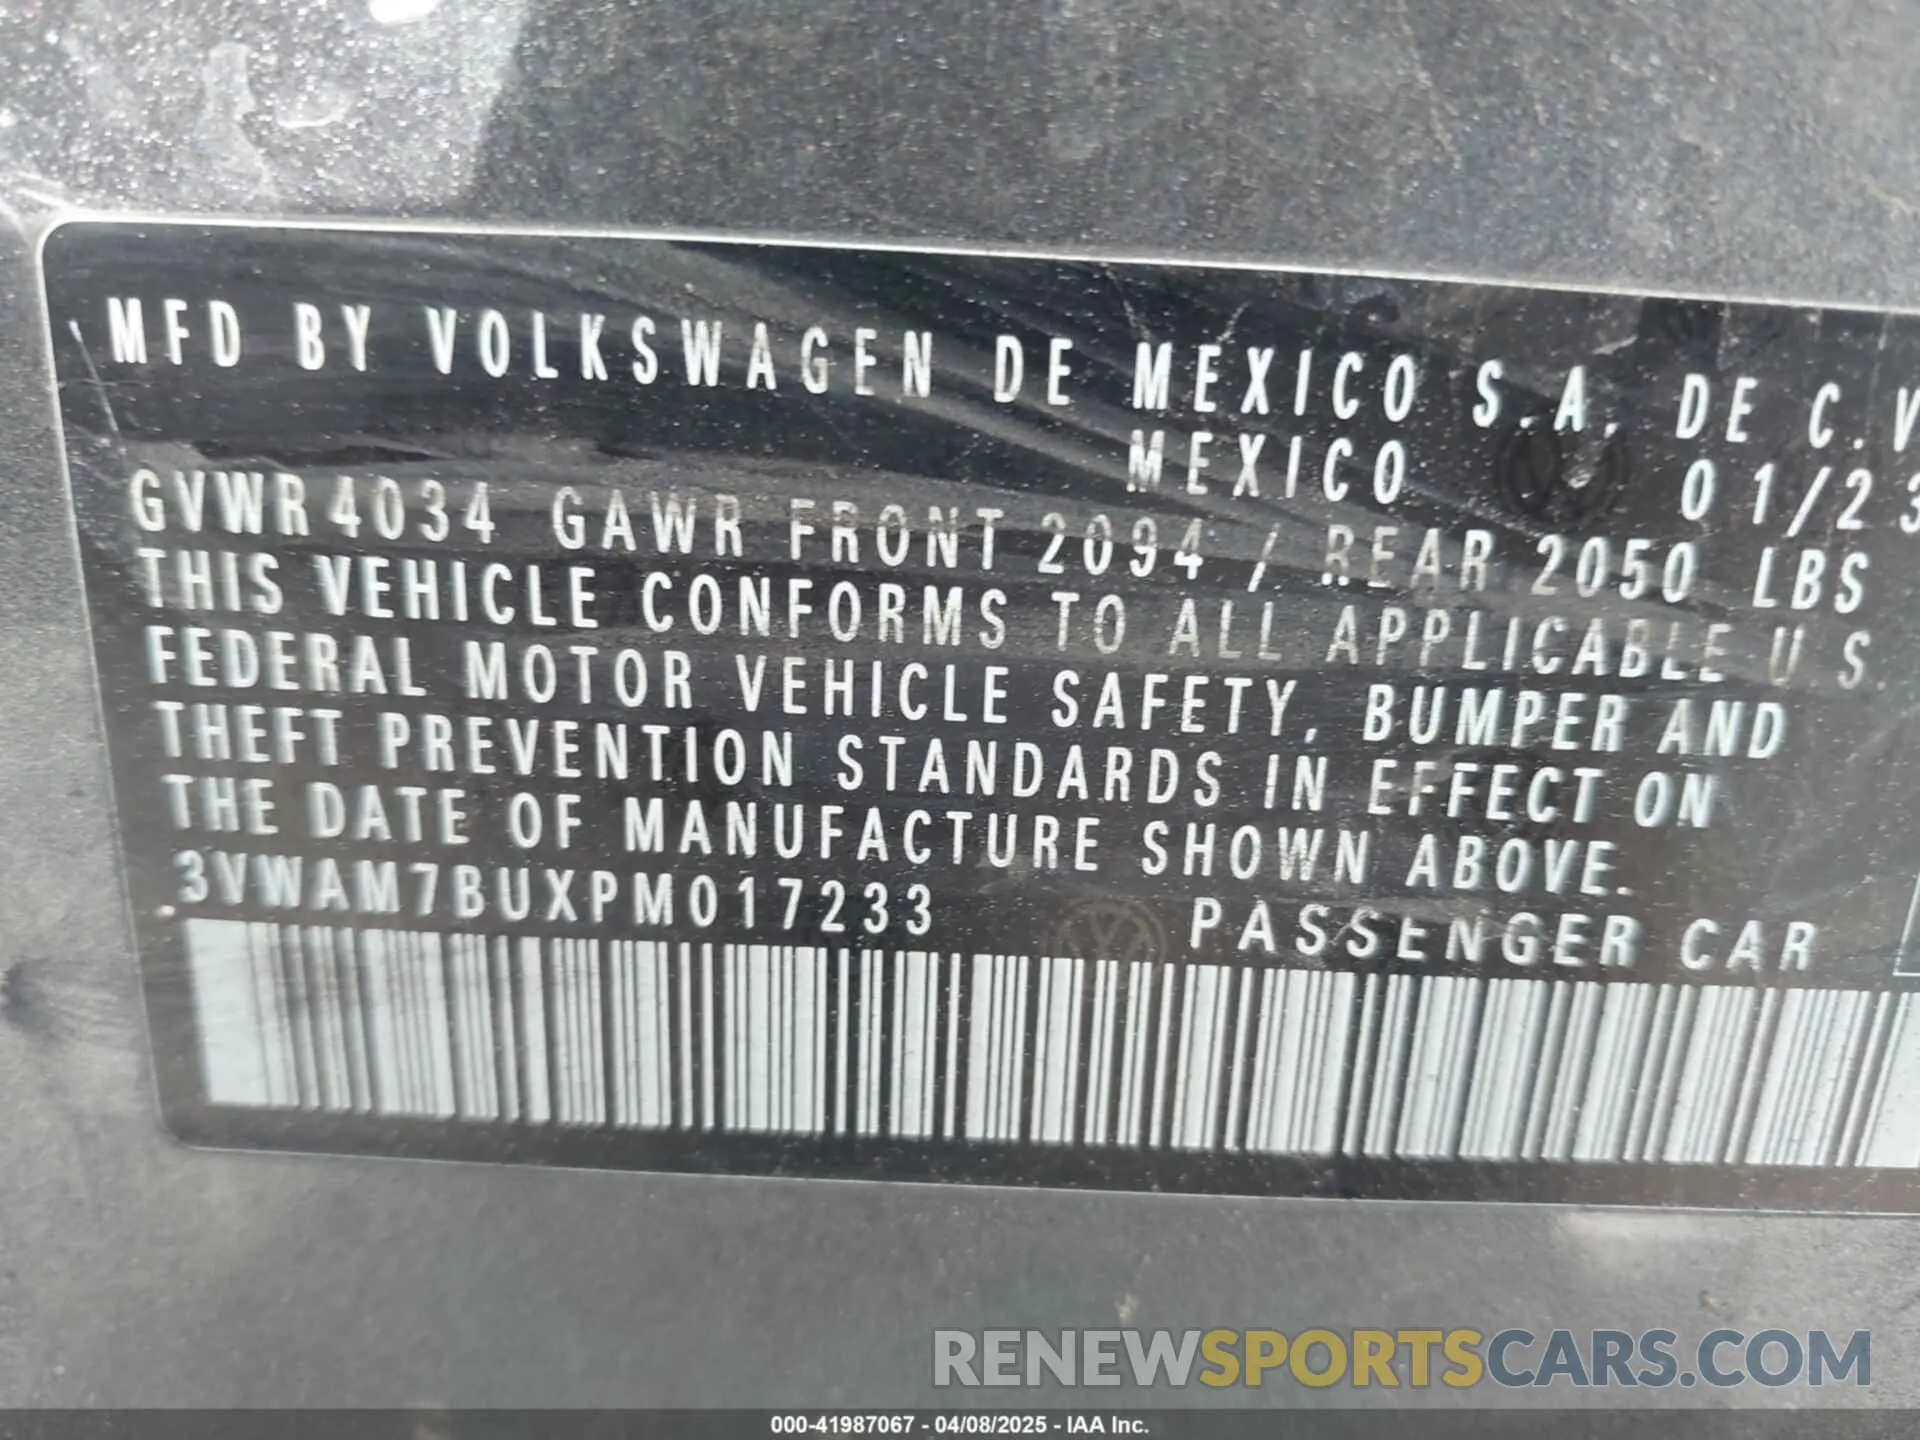 MFD BY VOLKSWAGEN DE MEXICO S.A. DE C.V
MEXICO 01/23
GVWR 4034 GAWR FRONT 2094 / REAR 2050 LBS
THIS VEHICLE CONFORMS TO ALL APPLICABLE U.S.
FEDERAL MOTOR VEHICLE SAFETY, BUMPER AND
THEFT PREVENTION STANDARDS IN EFFECT ON
THE DATE OF MANUFACTURE SHOWN ABOVE.
3VWAM7BUXPM017233 PASSENGER CAR
RENEWSPORTSCARS.COM
000-41987067 - 04/08/2025 - IAA Inc.